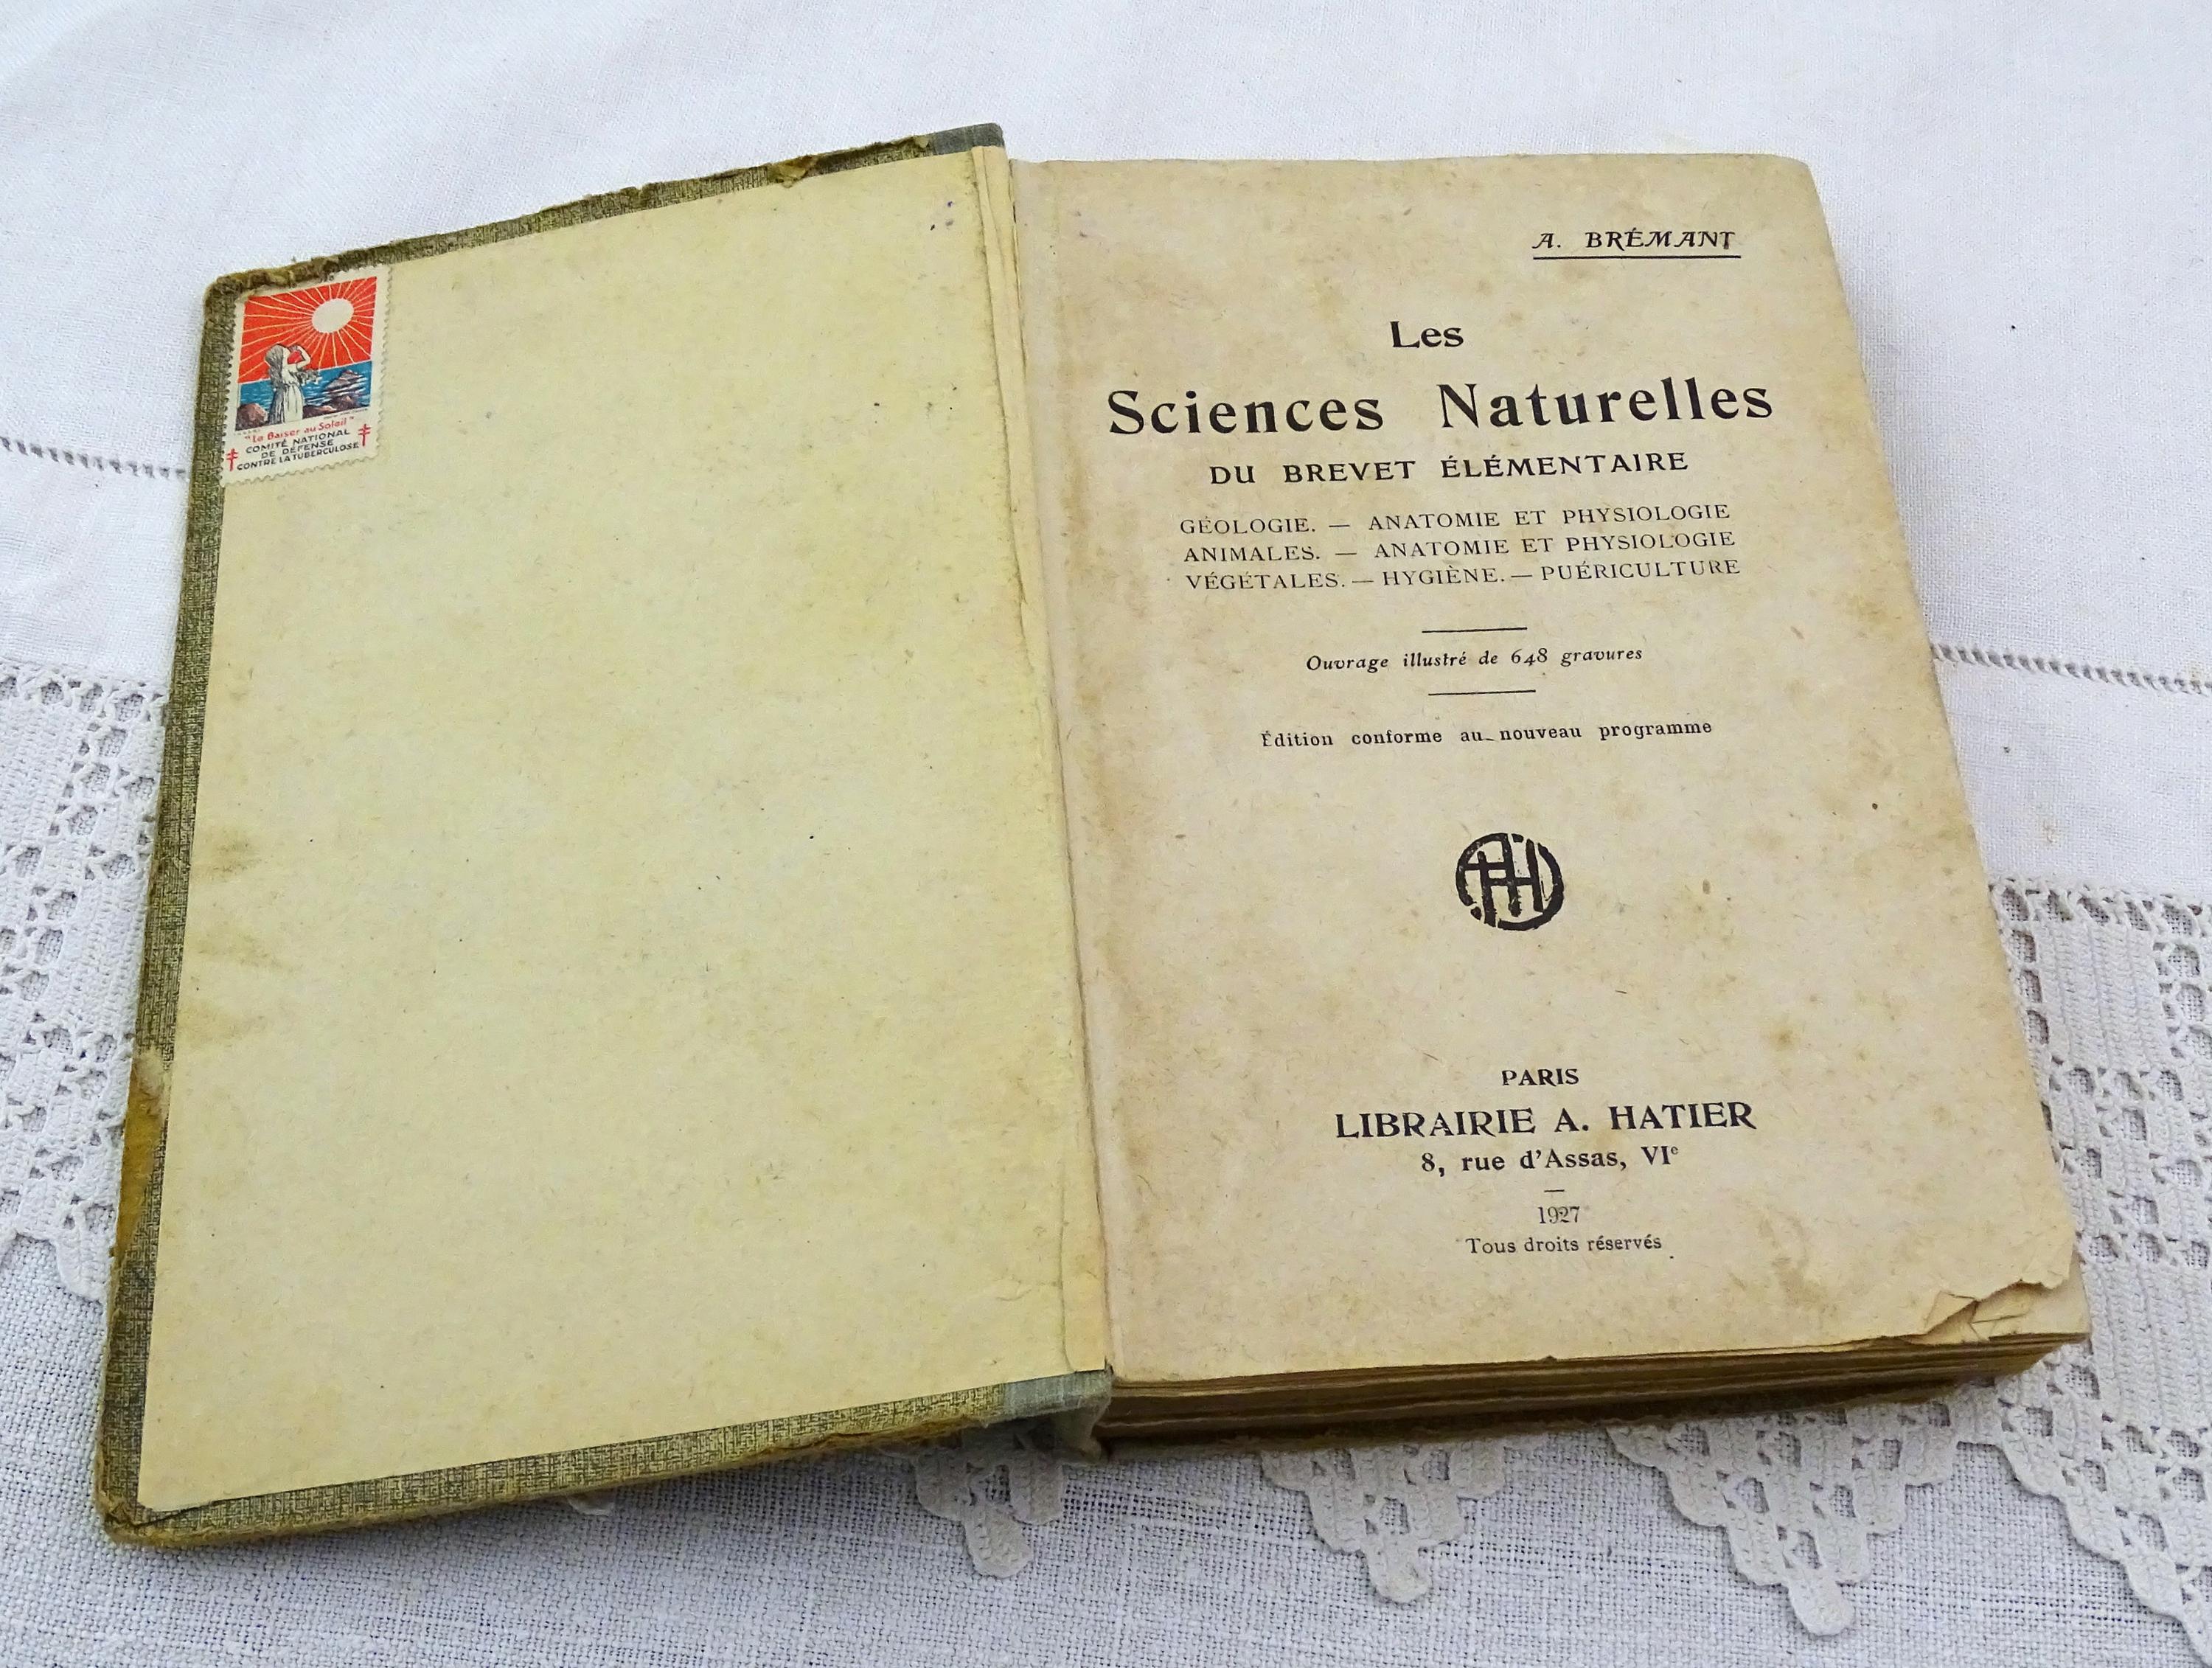 "Le Baiser au Soleil"
COMITÉ NATIONAL
DE DÉFENSE
CONTRE LA TUBERCULOSE
A. BRÉMANT
Les
Sciences Naturelles
DU BREVET ÉLÉMENTAIRE
GÉOLOGIE. — ANATOMIE ET PHYSIOLOGIE
ANIMALES. — ANATOMIE ET PHYSIOLOGIE
VÉGÉTALES. — HYGIÈNE. — PUÉRICULTURE
Ouvrage illustré de 648 gravures
Édition conforme au nouveau programme
PARIS
LIBRAIRIE A. HATIER
8, rue d'Assas, VIe
1927
Tous droits réservés